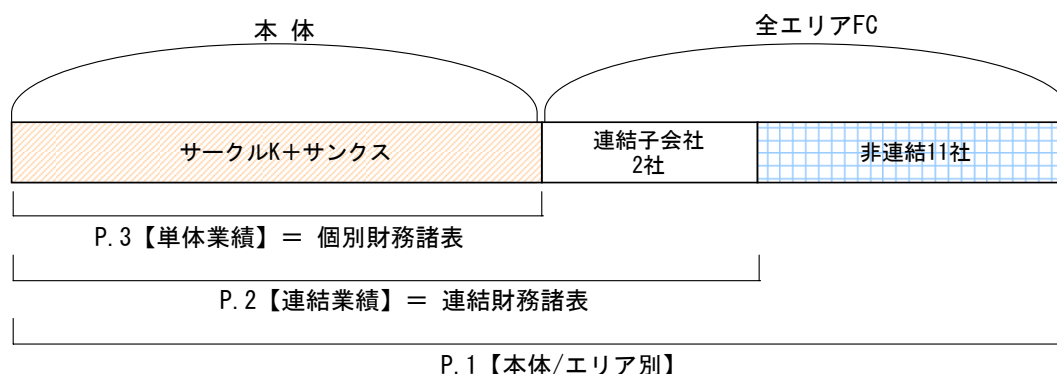 本 体
全エリアFC
サークルK＋サンクス
連結子会社
2社
非連結11社
P.3【単体業績】＝ 個別財務諸表
P.2【連結業績】＝ 連結財務諸表
P.1【本体/エリア別】